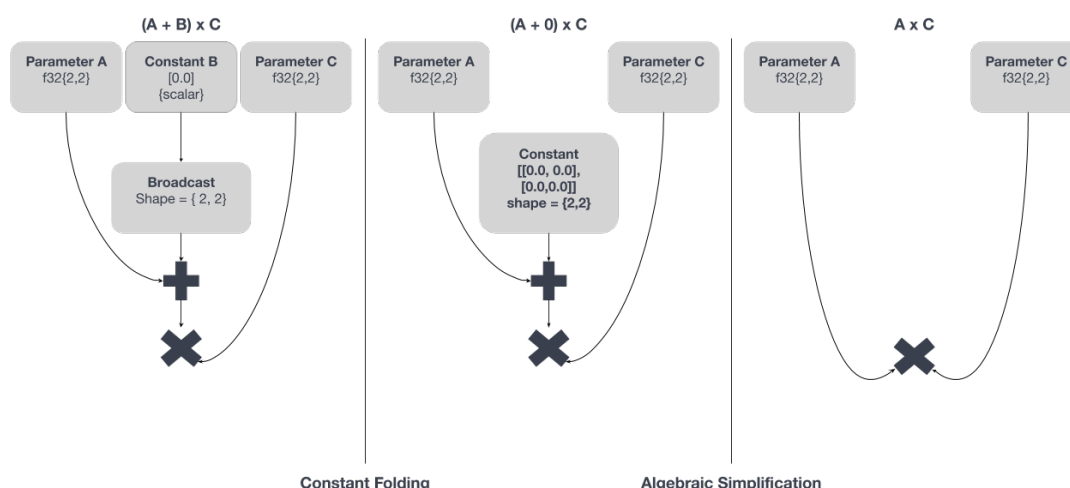 (A + B) x C
Parameter A
f32{2,2}
Constant B
[0.0]
{scalar}
Parameter C
f32{2,2}
Broadcast
Shape = { 2, 2}
(A + 0) x C
Parameter A
f32{2,2}
Parameter C
f32{2,2}
Constant
[[0.0, 0.0],
[0.0,0.0]]
shape = {2,2}
A x C
Parameter A
f32{2,2}
Parameter C
f32{2,2}
Constant Folding
Algebraic Simplification